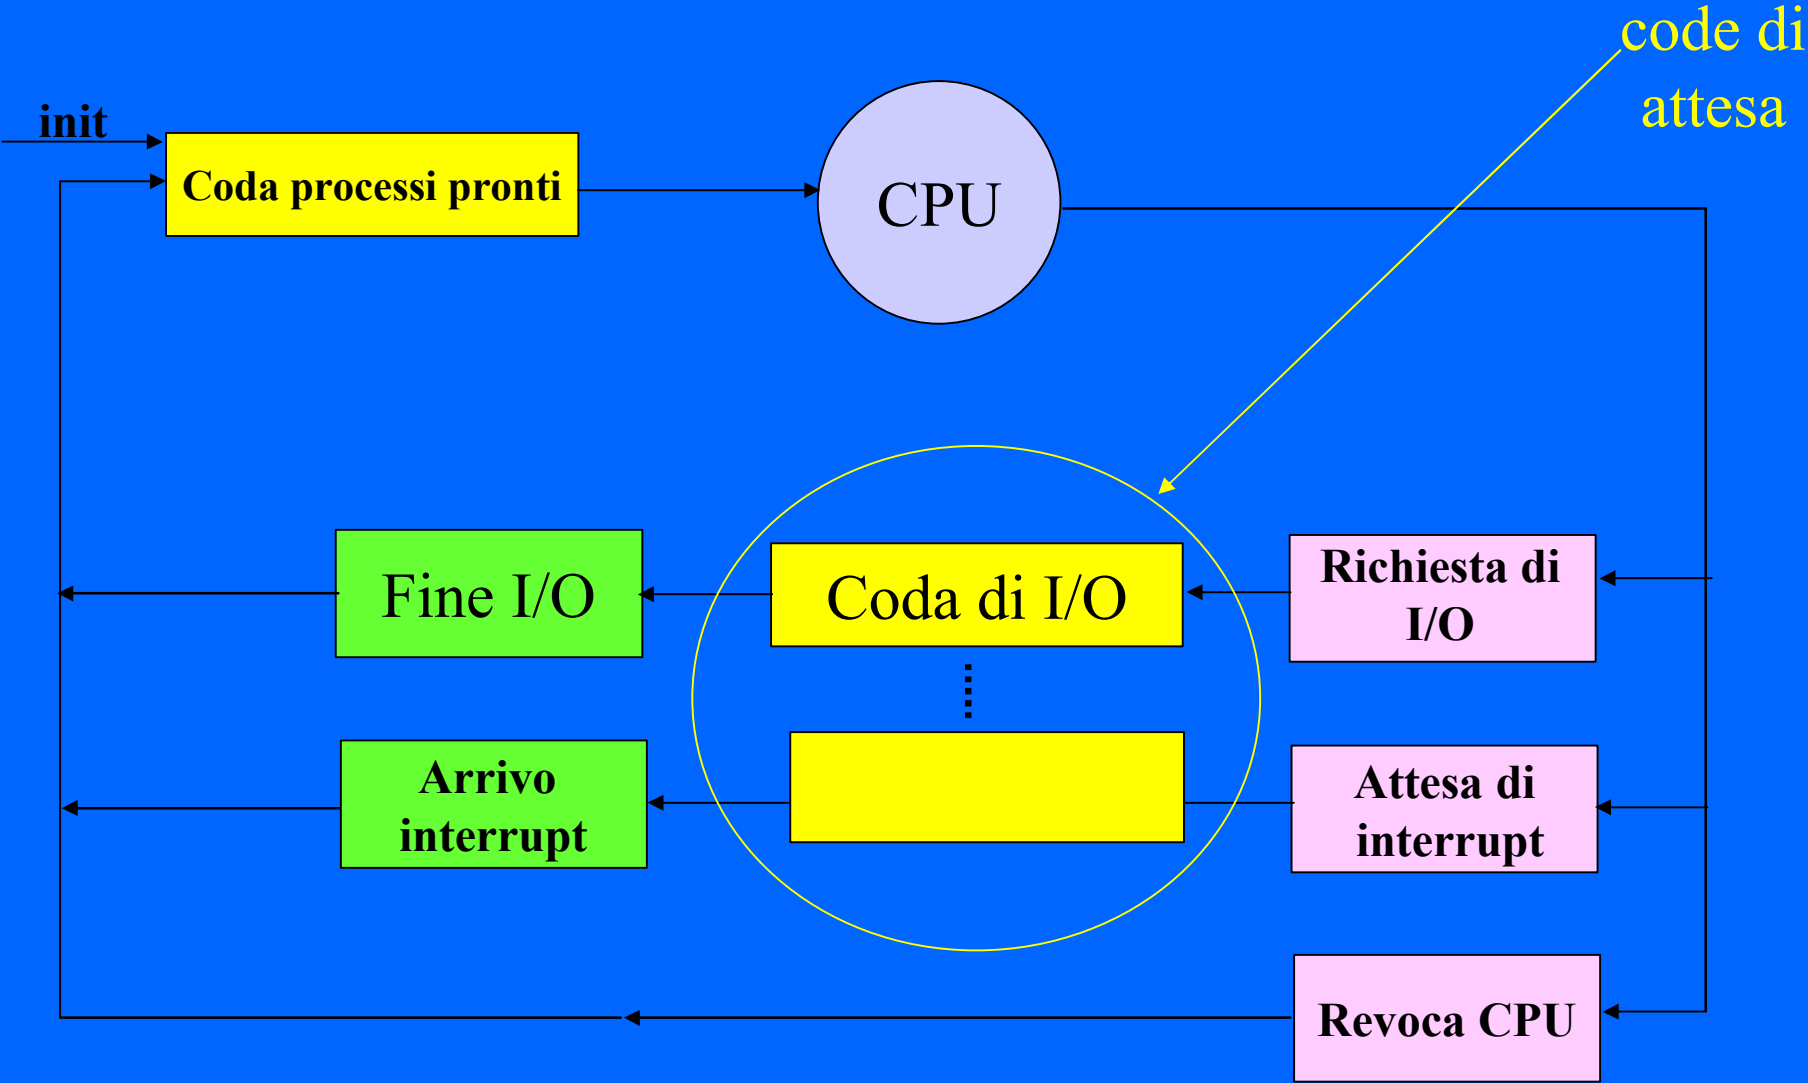 code di
attesa
init
Coda processi pronti
CPU
Fine I/O
Coda di I/O
Richiesta di
I/O
Arrivo
interrupt
Attesa di
interrupt
Revoca CPU